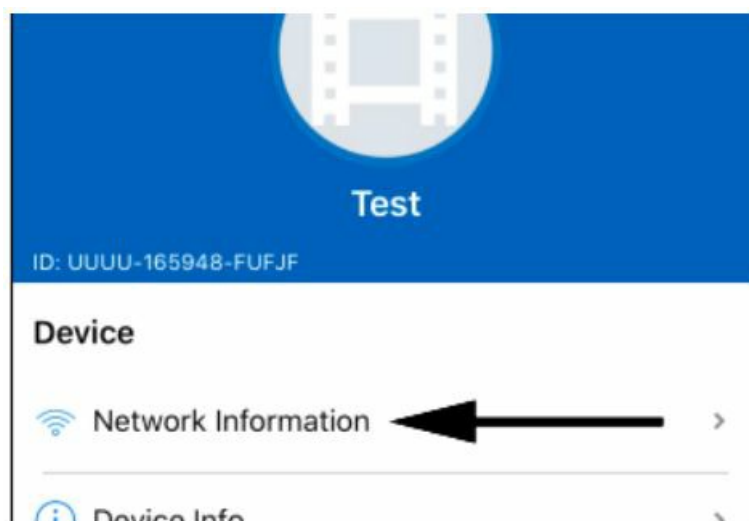 Test
ID: UUUU-165948-FUFJF
Device
Network Information
Device Info